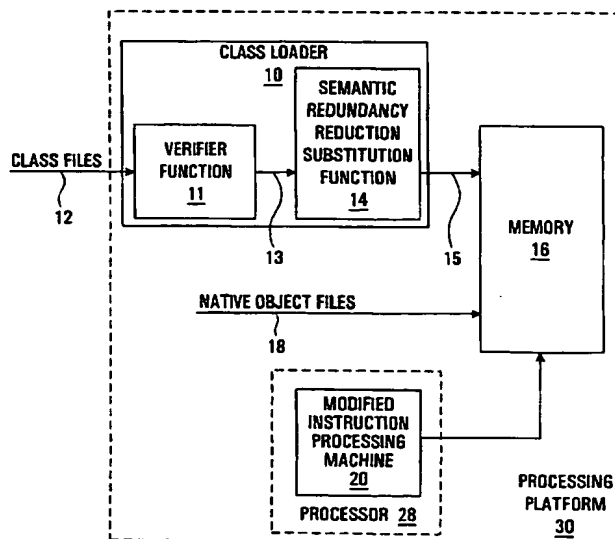 CLASS LOADER
10
SEMANTIC
REDUNDANCY
REDUCTION
SUBSTITUTION
FUNCTION
14
VERIFIER
FUNCTION
11
CLASS FILES
12
13
15
MEMORY
16
NATIVE OBJECT FILES
18
MODIFIED
INSTRUCTION
PROCESSING
MACHINE
20
PROCESSOR 28
PROCESSING
PLATFORM
30